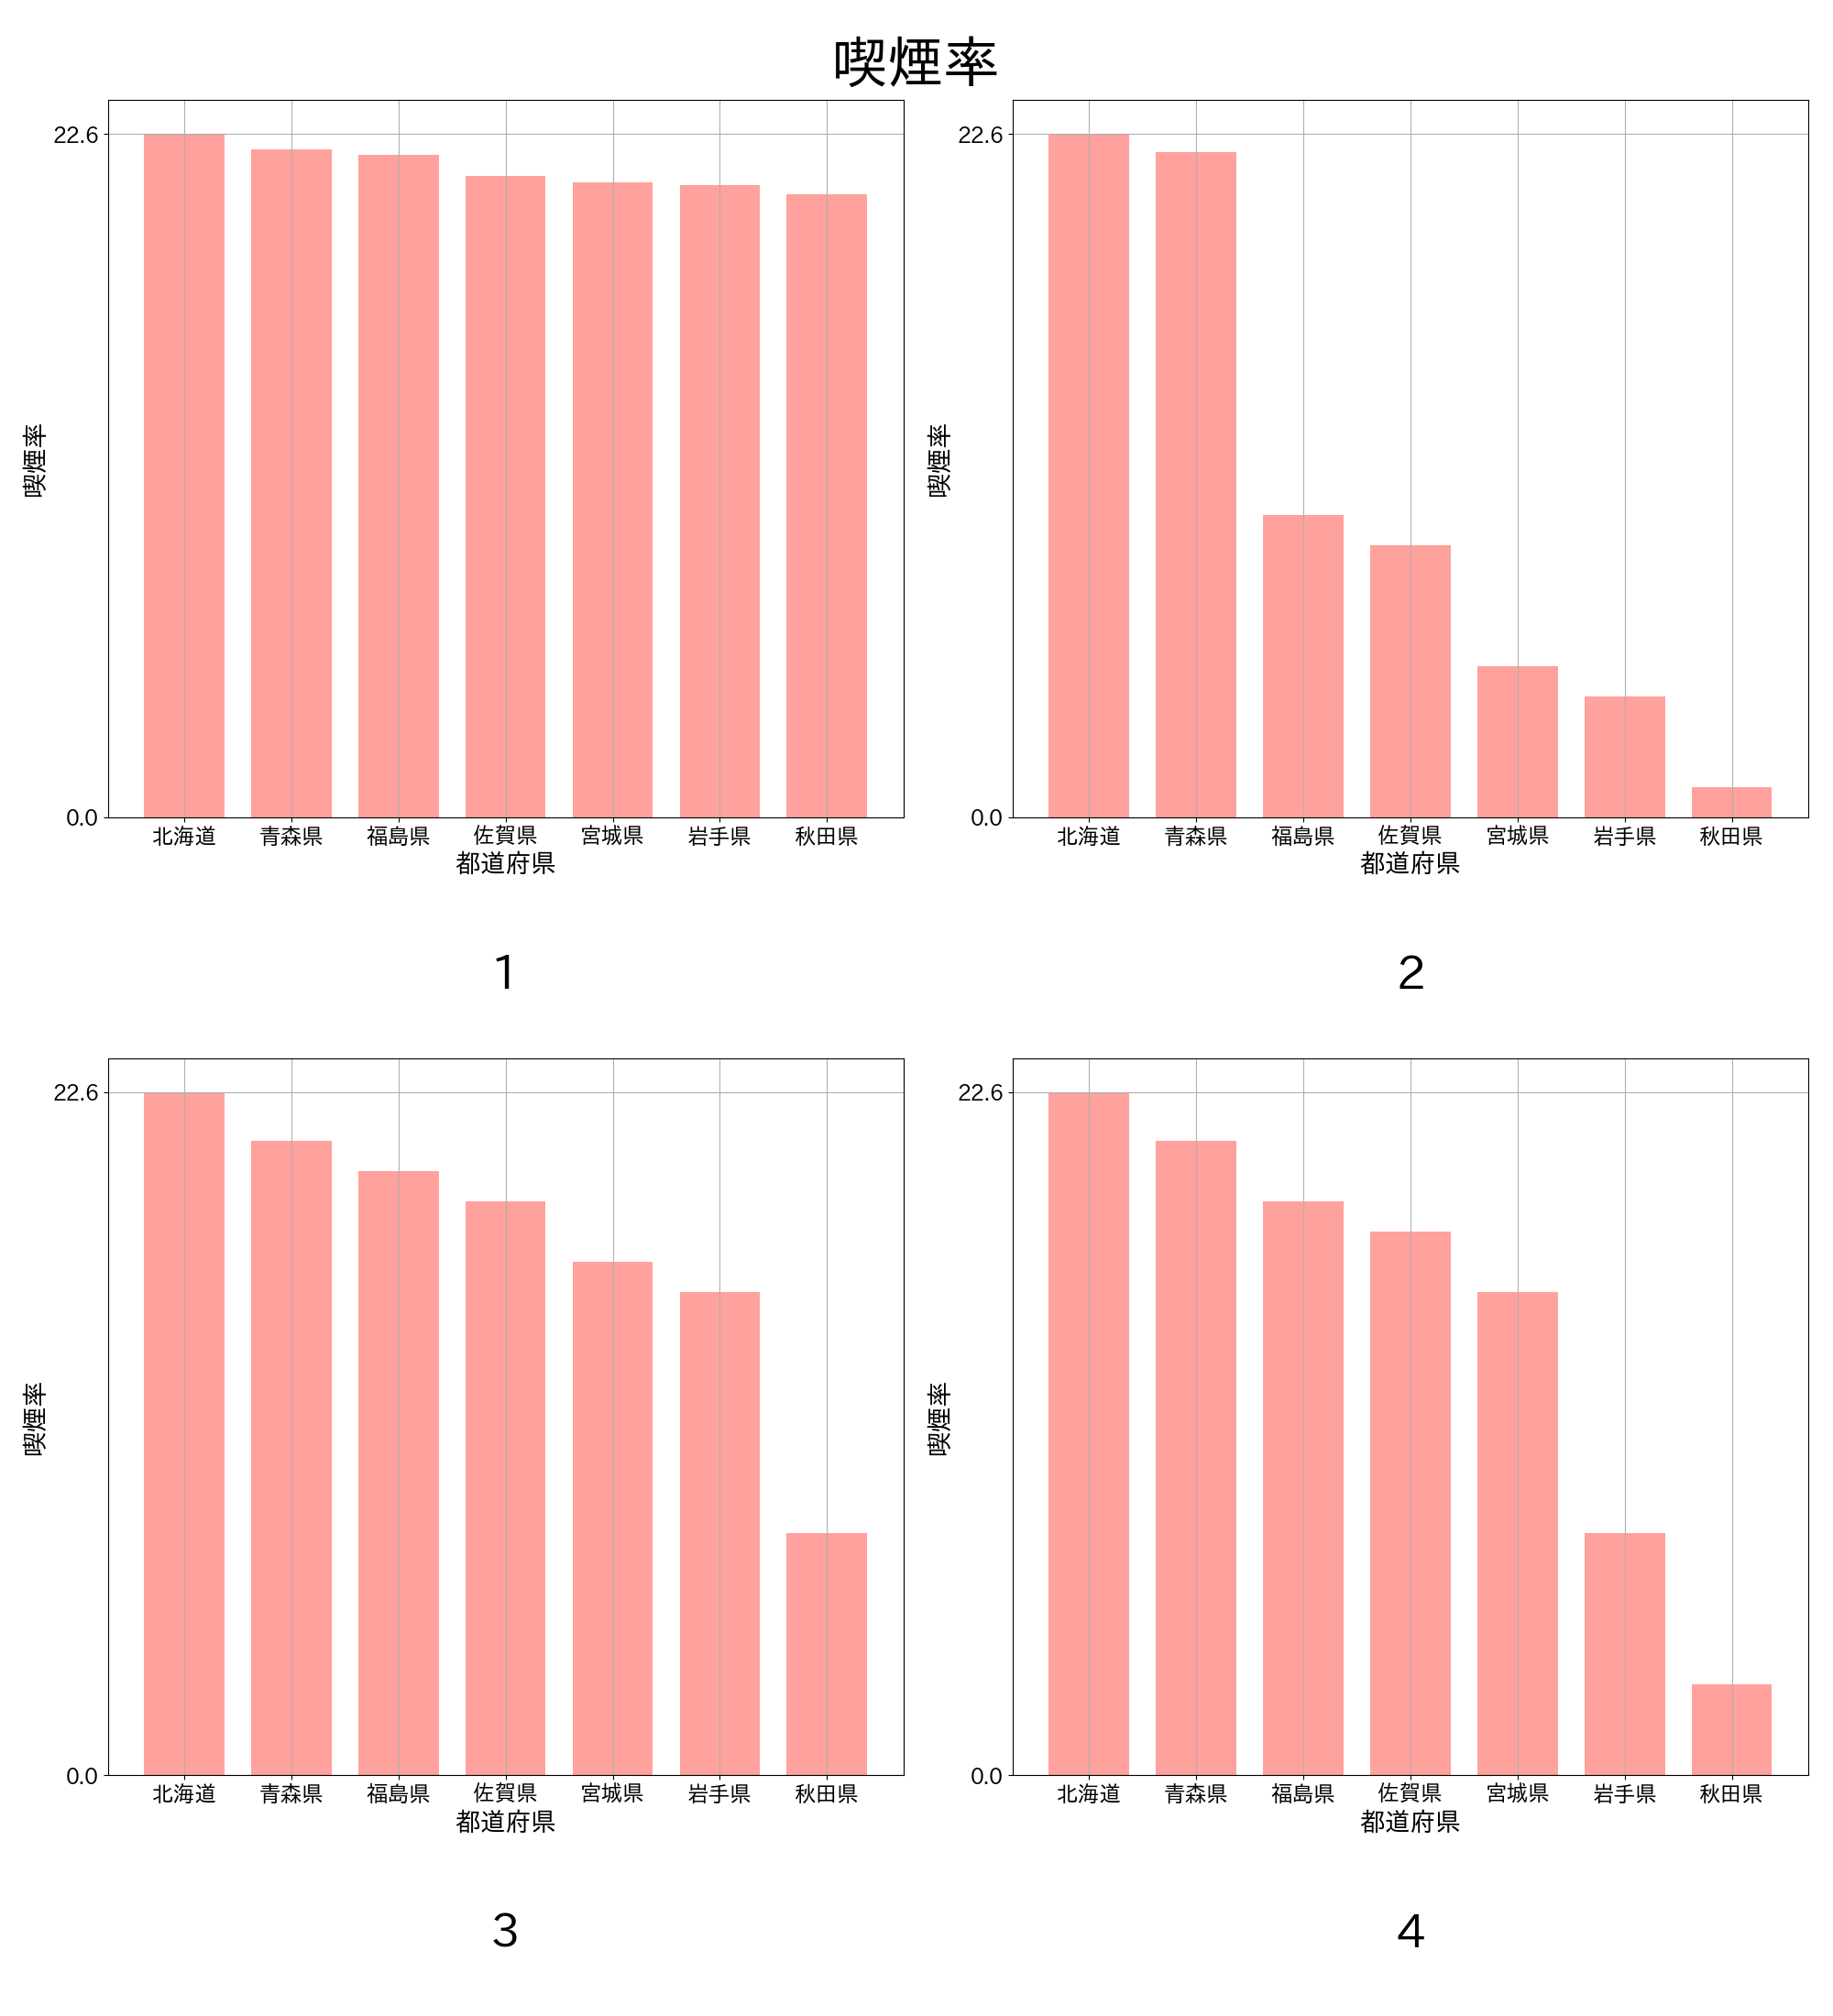 喫煙率
22.6
喫煙率
0.0
北海道 青森県 福島県 佐賀県 宮城県 岩手県 秋田県
都道府県
1
22.6
喫煙率
0.0
北海道 青森県 福島県 佐賀県 宮城県 岩手県 秋田県
都道府県
2
22.6
喫煙率
0.0
北海道 青森県 福島県 佐賀県 宮城県 岩手県 秋田県
都道府県
3
22.6
喫煙率
0.0
北海道 青森県 福島県 佐賀県 宮城県 岩手県 秋田県
都道府県
4